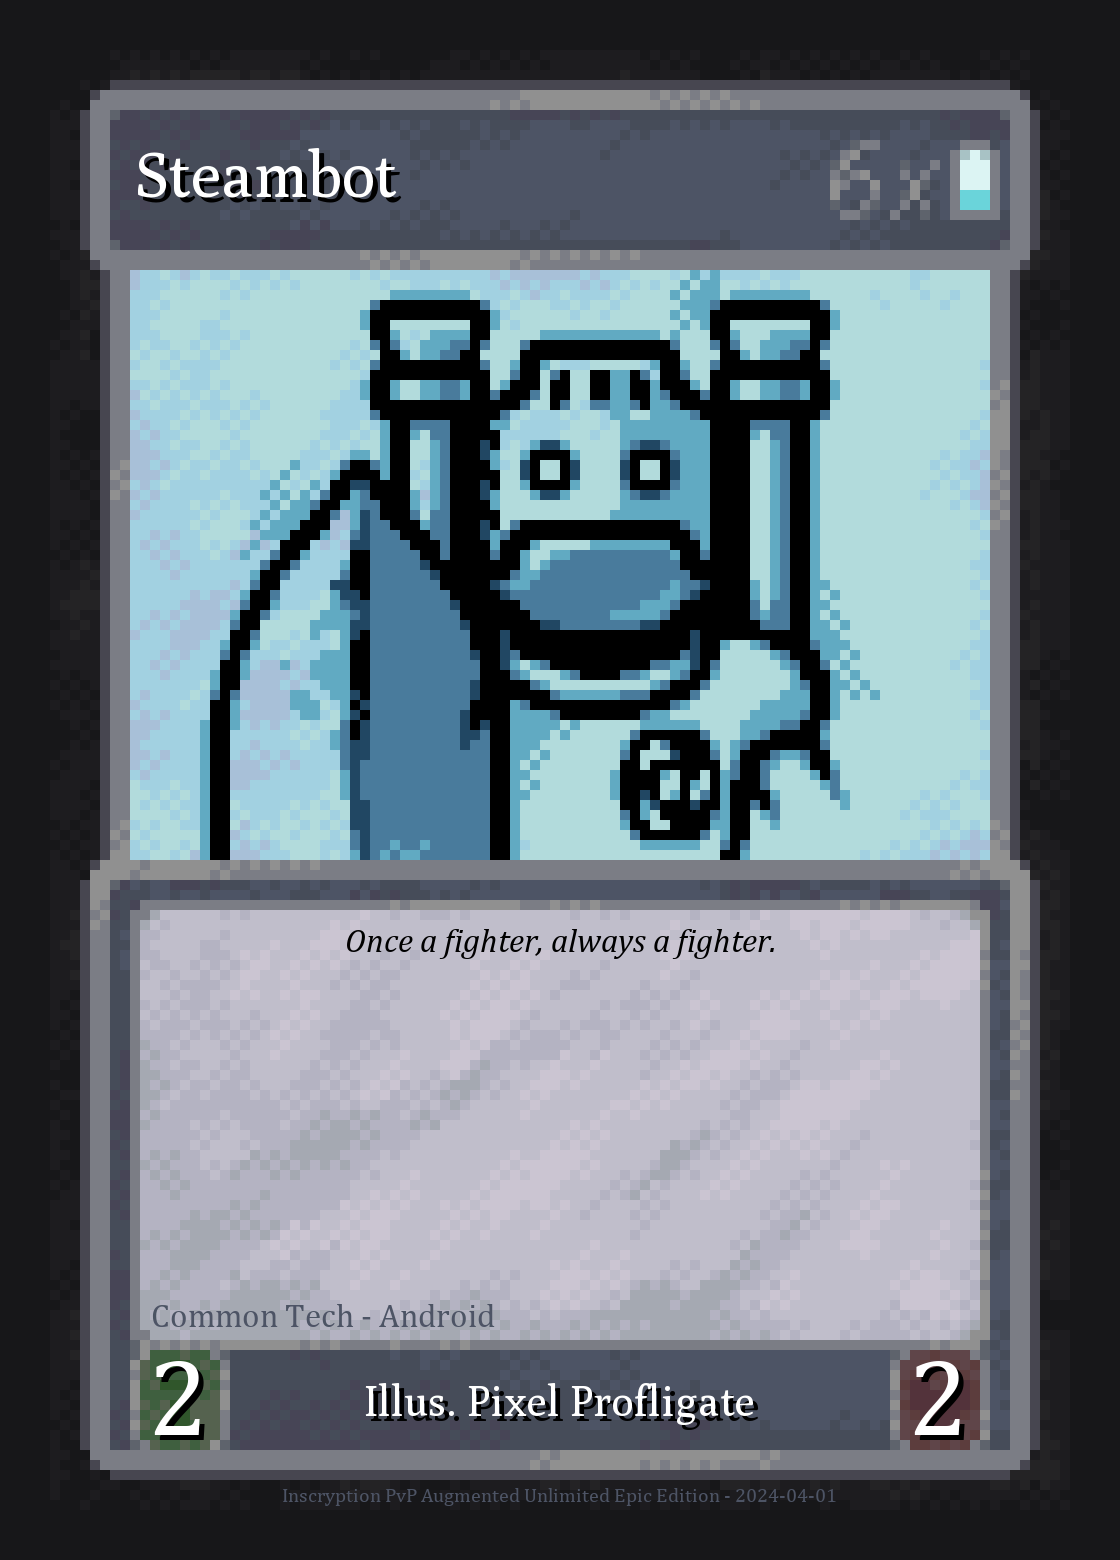 Steambot
6x
Once a fighter, always a fighter.
Common Tech - Android
2
Illus. Pixel Profligate
2
Inscryption PvP Augmented Unlimited Epic Edition - 2024-04-01